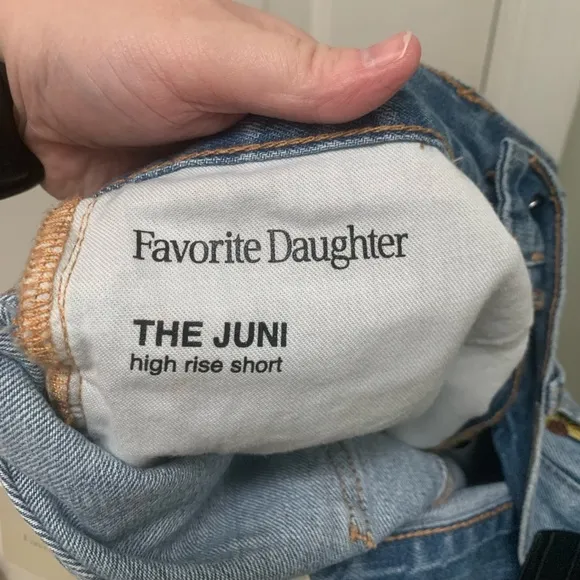 Favorite Daughter
THE JUNI
high rise short